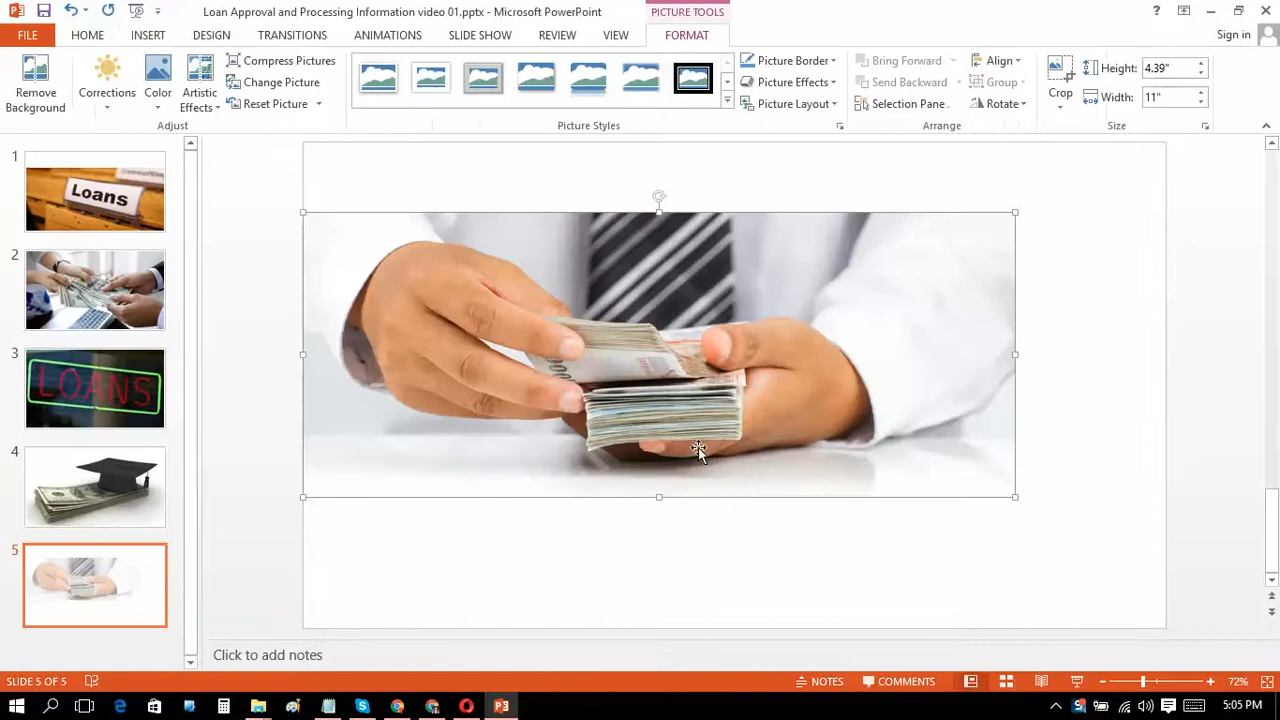 Loan Approval and Processing Information video 01.pptx - Microsoft PowerPoint
PICTURE TOOLS
?
FILE HOME INSERT DESIGN TRANSITIONS ANIMATIONS SLIDE SHOW REVIEW VIEW FORMAT Sign in
Remove Background
Corrections
Color
Artistic Effects
Compress Pictures
Change Picture
Reset Picture
Adjust
Picture Styles
Picture Border
Picture Effects
Picture Layout
Bring Forward
Send Backward
Selection Pane..
Align
Group
Rotate
Arrange
Crop
Height: 4.39"
Width: 11"
Size
1
Loans
2
3
LOANS
4
5
Click to add notes
SLIDE 5 OF 5
NOTES
COMMENTS
72%
5:05 PM